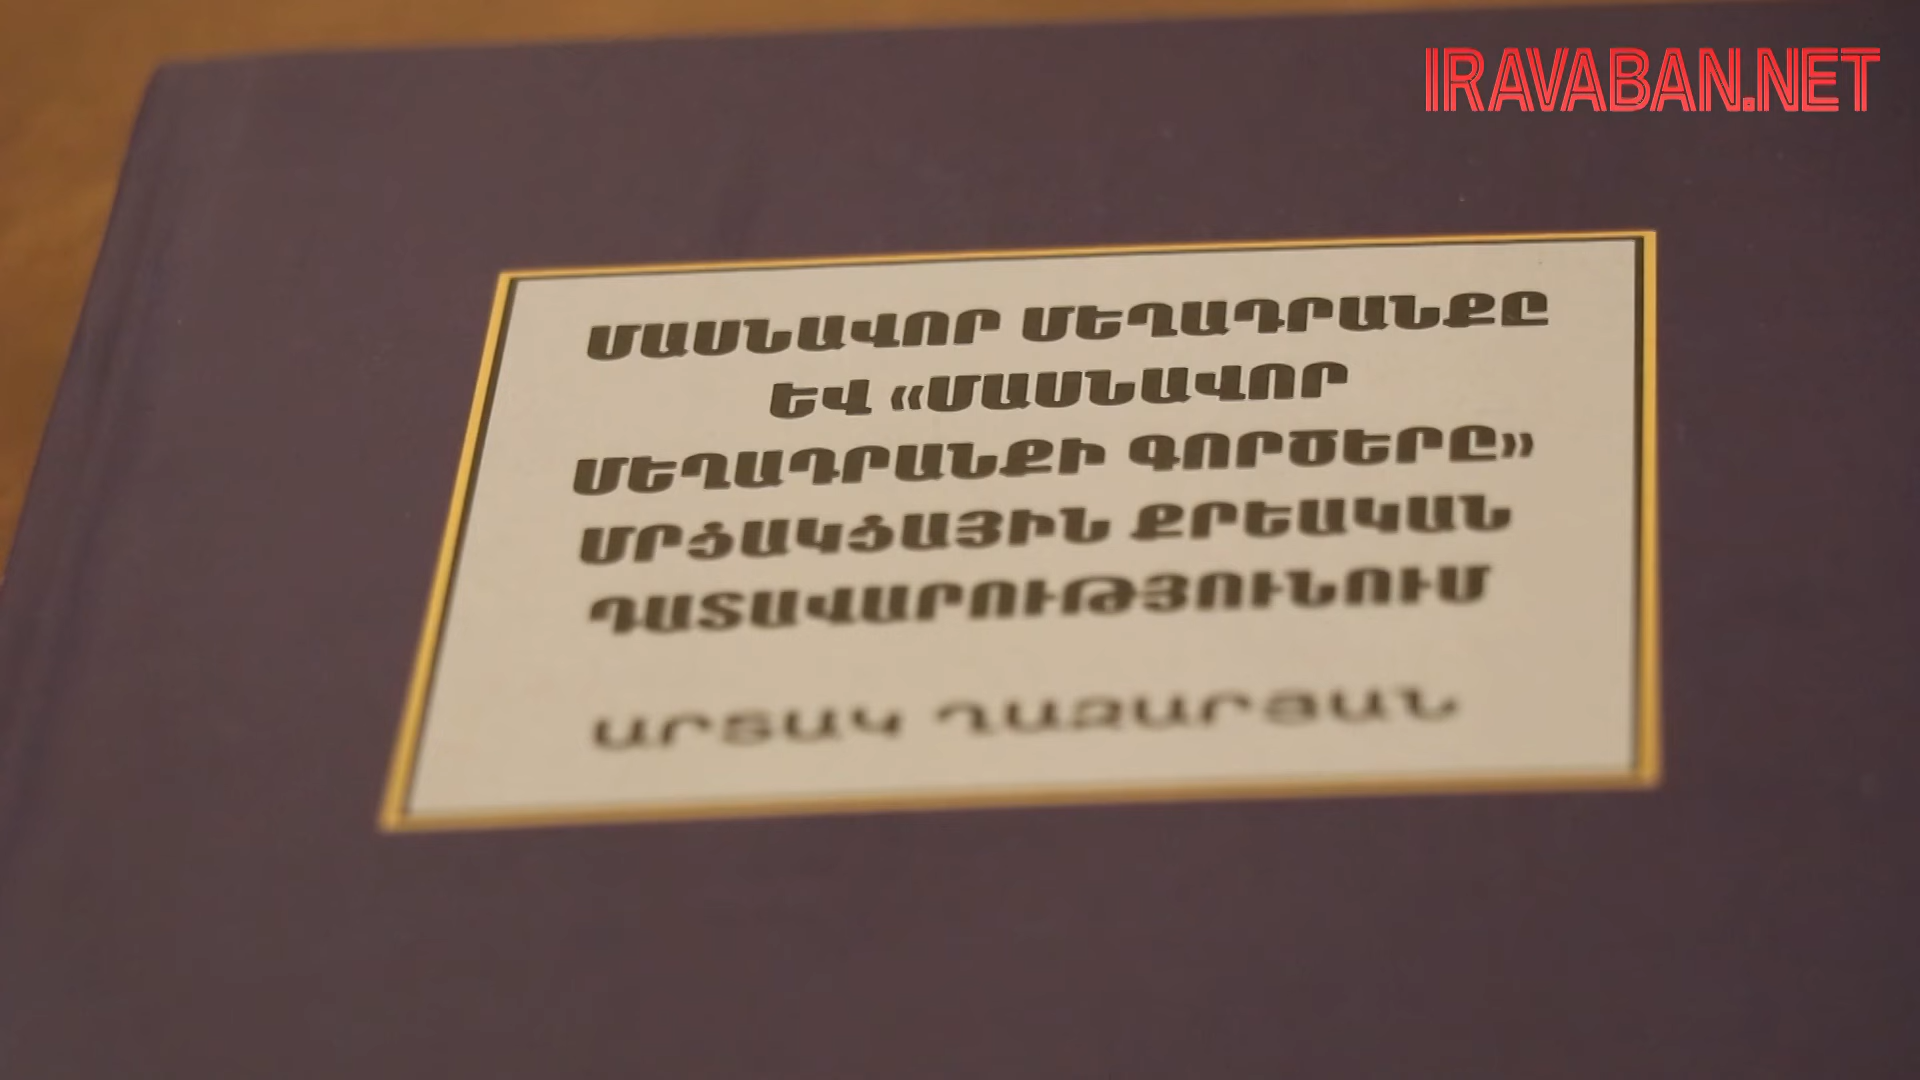 IRAVABAN.NET
ՄԱՍՆԱՎՈՐ ՄԵՂԱԴՐԱՆՔԸ
ԵՎ «ՄԱՍՆԱՎՈՐ
ՄԵՂԱԴՐԱՆՔԻ ԳՈՐԾԵՐԸ»
ՄՐՑԱԿՑԱՅԻՆ ՔՐԵԱԿԱՆ
ԴԱՏԱՎԱՐՈՒԹՅՈՒՆՈՒՄ
ԱՐՏԱԿ ՂԱԶԱՐՅԱՆ